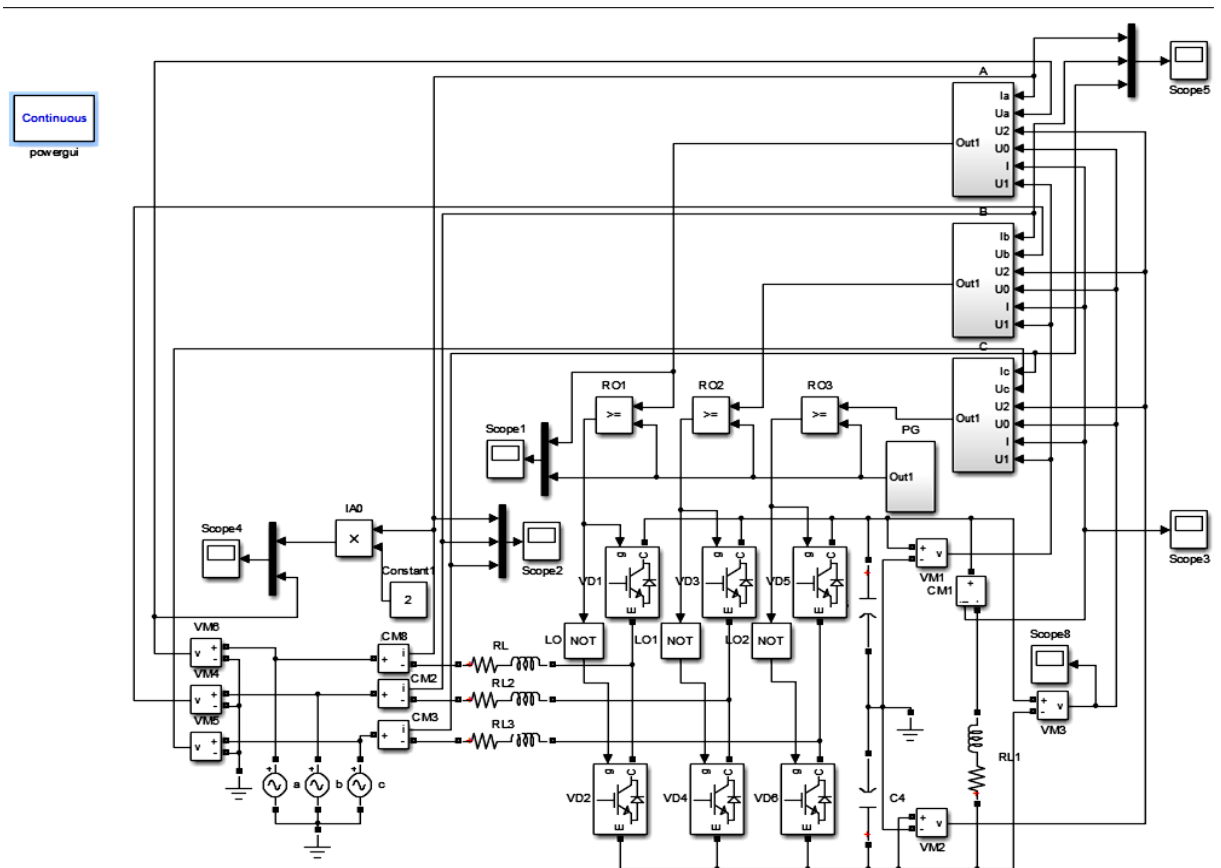 Scope5
A
Continuous
powergui
Ia
Ua
U2
U0
I
U1
Out1
B
Ib
Ub
U2
U0
I
U1
Out1
C
Ic
Uc
U2
U0
I
U1
Out1
RO1
>=
RO2
>=
RO3
>=
Scope1
PG
Out1
Scope4
IA0
×
Constant1
2
Scope2
Scope3
g
C
E
VD1
g
C
E
VD3
g
C
E
VD5
+
-
v
VM1
CM1
+
-
i
LO
NOT
LO1
NOT
LO2
NOT
Scope8
VM6
v
+
-
VM4
v
+
-
VM5
v
+
-
CM8
+
i
-
CM2
+
i
-
CM3
+
i
-
RL
RL2
RL3
+
-
v
VM3
RL1
a
b
c
VD2
g
C
E
VD4
g
C
E
VD6
g
C
E
C4
+
-
v
VM2